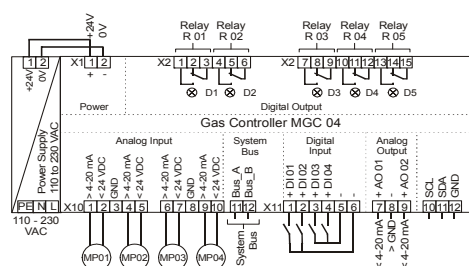 +24V
0V
Relay Relay
R 01 R 02
Relay Relay Relay
R 03 R 04 R 05
1 2
X1 1 2
+ -
X2 1 2 3 4 5 6
X2 7 8 9 10 11 12 13 14 15
+24V
0V
D1 D2
D3 D4 D5
Power
Digital Output
Gas Controller MGC 04
Power Supply
110 to 230 VAC
Analog Input
System
Bus
Digital
Input
Analog
Output
> 4-20 mA
< 24 VDC
GND
> 4-20 mA
< 24 VDC
> 4-20 mA
< 24 VDC
GND
> 4-20 mA
< 24 VDC
Bus_A
Bus_B
+ DI 01
+ DI 02
+ DI 03
+ DI 04
-
-
+ AO 01
-
+ AO 02
SCL
SDA
GND
PE N L
X10 1 2 3 4 5 6 7 8 9 10 11 12
X11 1 2 3 4 5 6 7 8 9 10 11 12
110 - 230
VAC
MP01 MP02 MP03 MP04
System
Bus
< 4-20 mA
> GND
< 4-20 mA